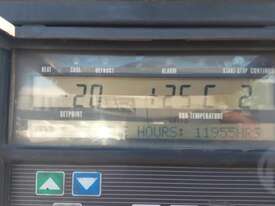 HEAT COOL DEFROST ALARM START-STOP CONTINUOUS
-20 +25.2
SETPOINT BOX-TEMPERATURE
HOURS: 11955HRS